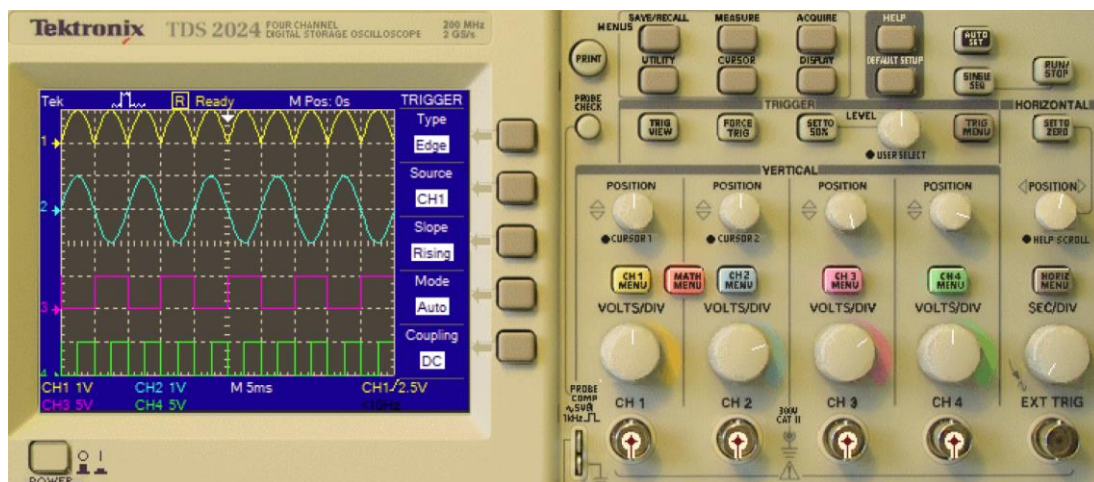 Tektronix TDS 2024 FOUR CHANNEL DIGITAL STORAGE OSCILLOSCOPE 200 MHz 2 GS/s
Tek R Ready M Pos: 0s TRIGGER
Type
Edge
Source
CH1
Slope
Rising
Mode
Auto
Coupling
DC
1
2
3
4
CH1 1V CH2 1V M 5ms CH1 2.5V
CH3 5V CH4 5V <10Hz
POWER
MENUS
SAVE/RECALL MEASURE ACQUIRE HELP
AUTO SET
PRINT
UTILITY CURSOR DISPLAY DEFAULT SETUP
SINGLE SEQ
RUN/STOP
PROBE CHECK
TRIGGER HORIZONTAL
TRIG VIEW
FORCE TRIG
SET TO 50%
LEVEL
TRIG MENU
SET TO ZERO
USER SELECT
VERTICAL
POSITION POSITION POSITION POSITION POSITION
CURSOR 1 CURSOR 2 HELP SCROLL
CH 1 MENU
MATH MENU
CH 2 MENU
CH 3 MENU
CH 4 MENU
HORIZ MENU
VOLTS/DIV VOLTS/DIV VOLTS/DIV VOLTS/DIV SEC/DIV
PROBE COMP
~5V
1kHz
CH 1 CH 2 CH 3 CH 4 EXT TRIG
300V
CAT II